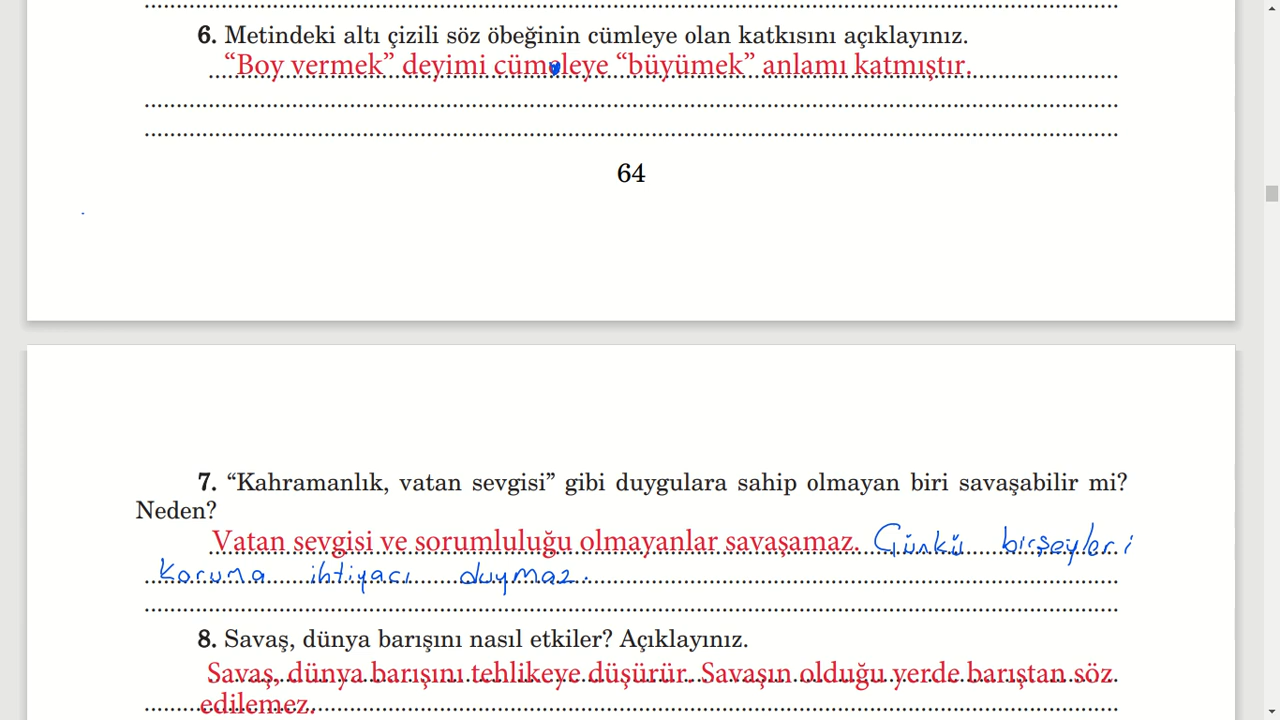 6. Metindeki altı çizili söz öbeğinin cümleye olan katkısını açıklayınız.
“Boy vermek” deyimi cümeleye “büyümek” anlamı katmıştır.
64
7. “Kahramanlık, vatan sevgisi” gibi duygulara sahip olmayan biri savaşabilir mi?
Neden?
Vatan sevgisi ve sorumluluğu olmayanlar savaşamaz. Günkü birşeyleri
koruma ihtiyacı duymaz.
8. Savaş, dünya barışını nasıl etkiler? Açıklayınız.
Savaş, dünya barışını tehlikeye düşürür. Savaşın olduğu yerde barıştan söz
edilemez.